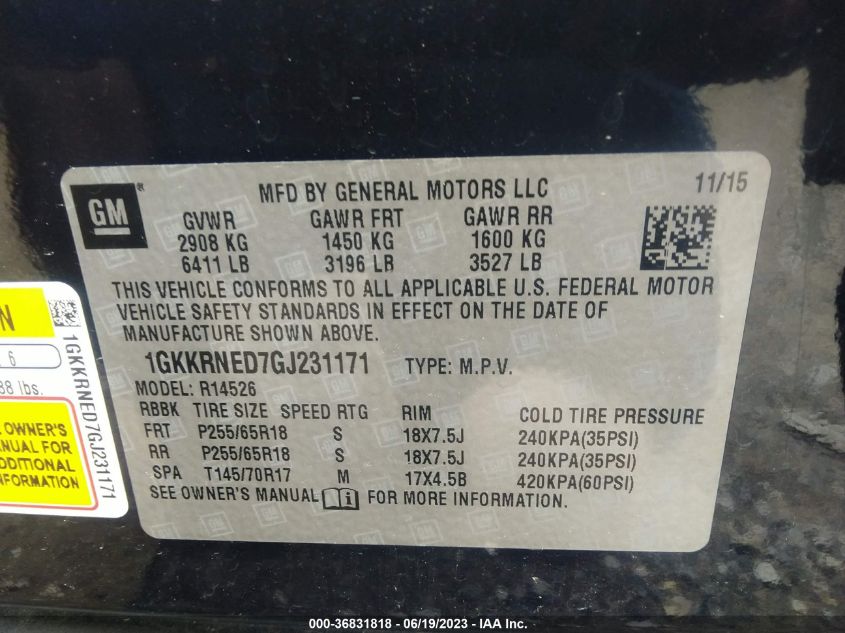 GM
MFD BY GENERAL MOTORS LLC
11/15
GVWR GAWR FRT GAWR RR
2908 KG 1450 KG 1600 KG
6411 LB 3196 LB 3527 LB
THIS VEHICLE CONFORMS TO ALL APPLICABLE U.S. FEDERAL MOTOR
VEHICLE SAFETY STANDARDS IN EFFECT ON THE DATE OF
MANUFACTURE SHOWN ABOVE.
1GKKRNED7GJ231171 TYPE: M.P.V.
MODEL: R14526
RBBK TIRE SIZE SPEED RTG RIM COLD TIRE PRESSURE
FRT P255/65R18 S 18X7.5J 240KPA(35PSI)
RR P255/65R18 S 18X7.5J 240KPA(35PSI)
SPA T145/70R17 M 17X4.5B 420KPA(60PSI)
SEE OWNER'S MANUAL FOR MORE INFORMATION.
N
6
lbs.
OWNER'S
MANUAL FOR
1GKKRNED7GJ231171
000-36831818 - 06/19/2023 - © IAA Inc.